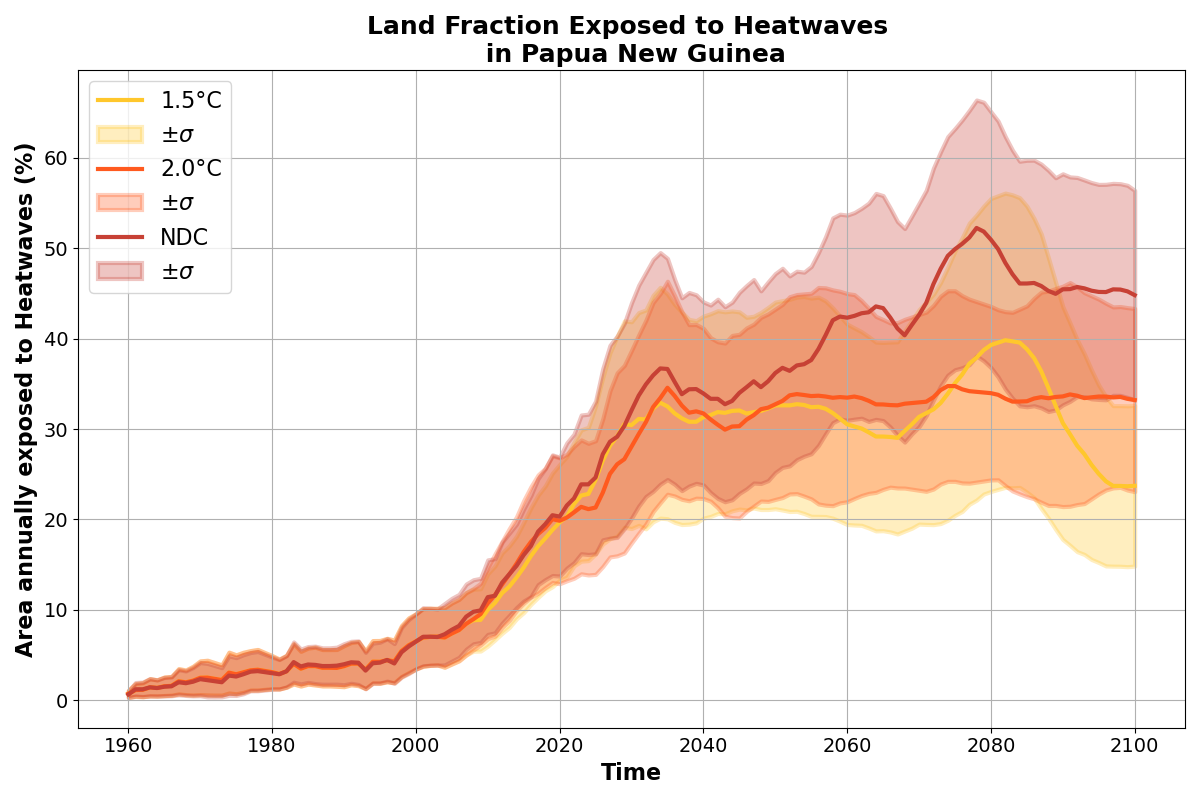 Land Fraction Exposed to Heatwaves
in Papua New Guinea
1.5°C
±σ
2.0°C
±σ
NDC
±σ
Area annually exposed to Heatwaves (%)
60
50
40
30
20
10
0
1960 1980 2000 2020 2040 2060 2080 2100
Time